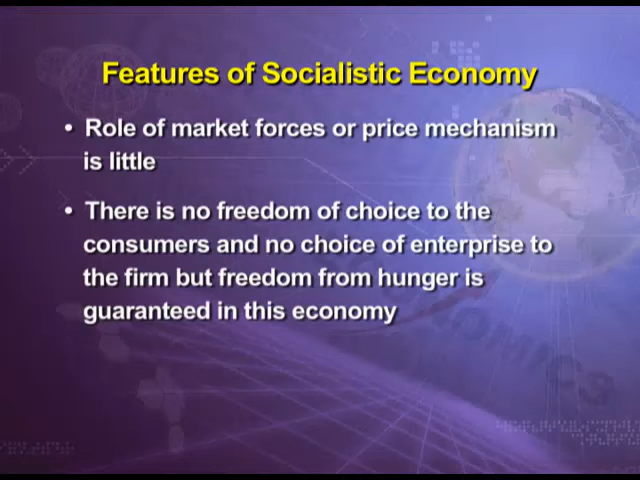 Features of Socialistic Economy
• Role of market forces or price mechanism
is little
• There is no freedom of choice to the
consumers and no choice of enterprise to
the firm but freedom from hunger is
guaranteed in this economy